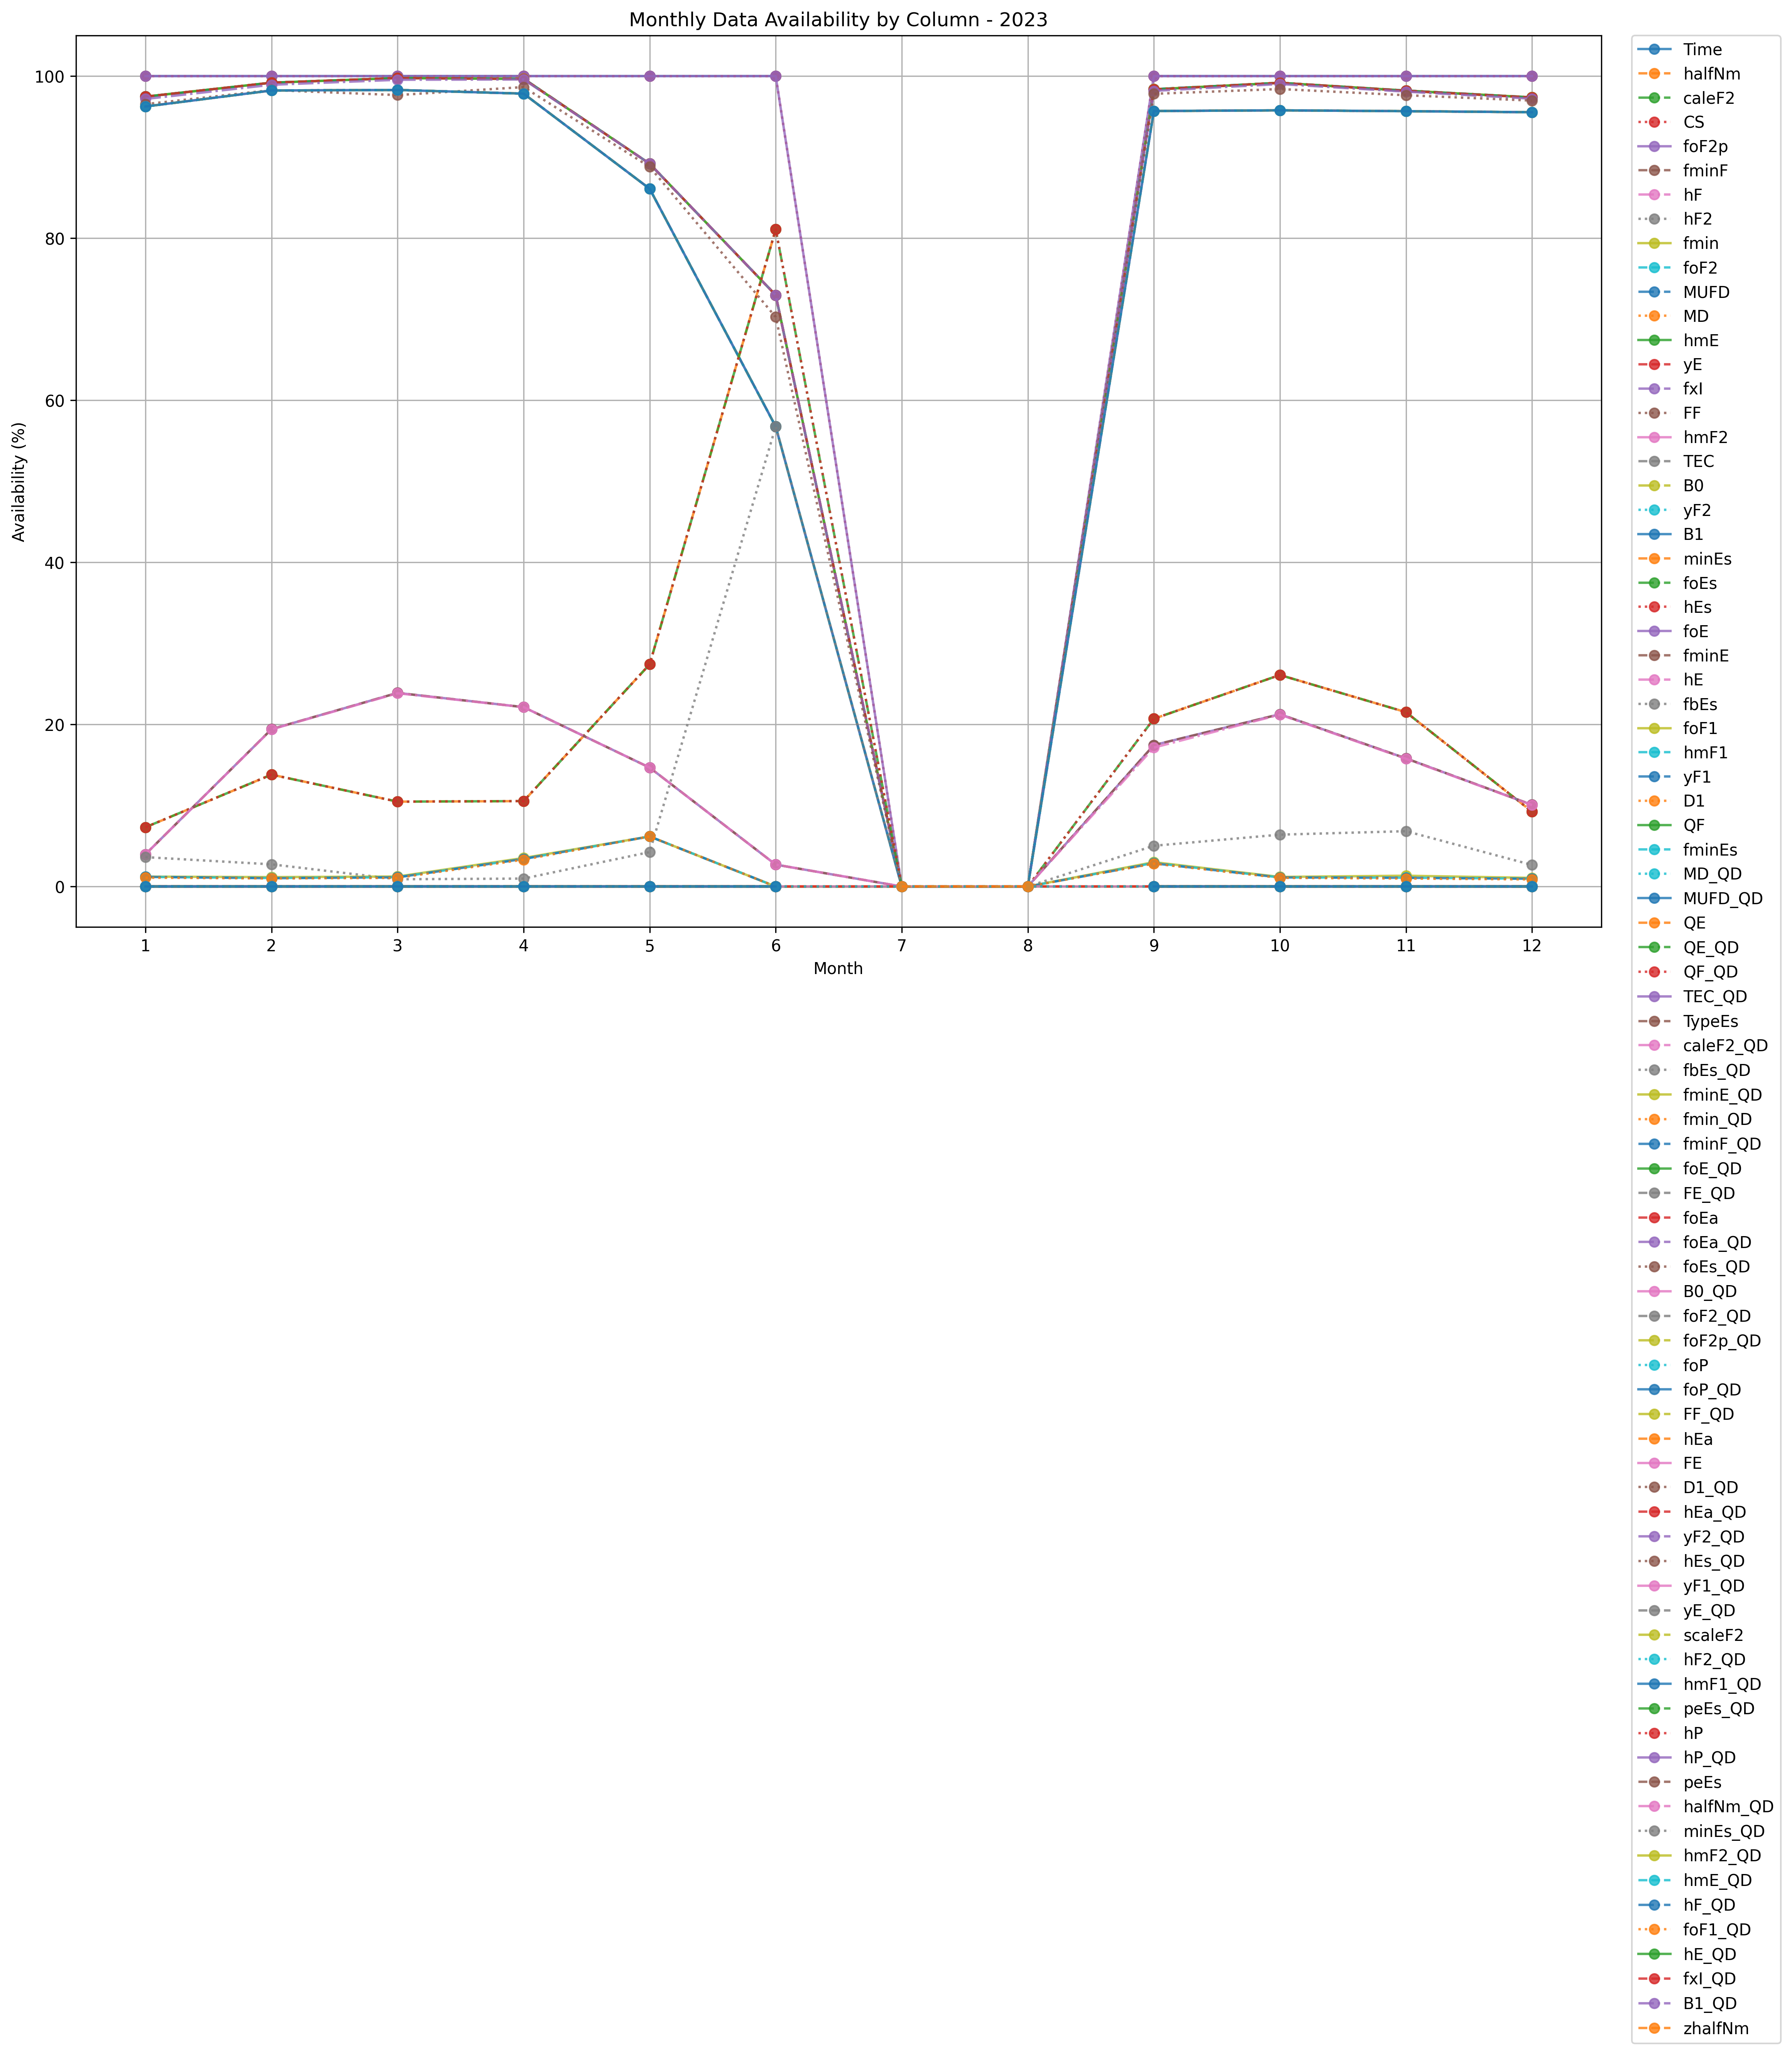 Monthly Data Availability by Column - 2023
Availability (%)
100
80
60
40
20
0
1 2 3 4 5 6 7 8 9 10 11 12
Month
Time
halfNm
caleF2
CS
foF2p
fminF
hF
hF2
fmin
foF2
MUFD
MD
hmE
yE
fxI
FF
hmF2
TEC
B0
yF2
B1
minEs
foEs
hEs
foE
fminE
hE
fbEs
foF1
hmF1
yF1
D1
QF
fminEs
MD_QD
MUFD_QD
QE
QE_QD
QF_QD
TEC_QD
TypeEs
caleF2_QD
fbEs_QD
fminE_QD
fmin_QD
fminF_QD
foE_QD
FE_QD
foEa
foEa_QD
foEs_QD
B0_QD
foF2_QD
foF2p_QD
foP
foP_QD
FF_QD
hEa
FE
D1_QD
hEa_QD
yF2_QD
hEs_QD
yF1_QD
yE_QD
scaleF2
hF2_QD
hmF1_QD
peEs_QD
hP
hP_QD
peEs
halfNm_QD
minEs_QD
hmF2_QD
hmE_QD
hF_QD
foF1_QD
hE_QD
fxI_QD
B1_QD
zhalfNm